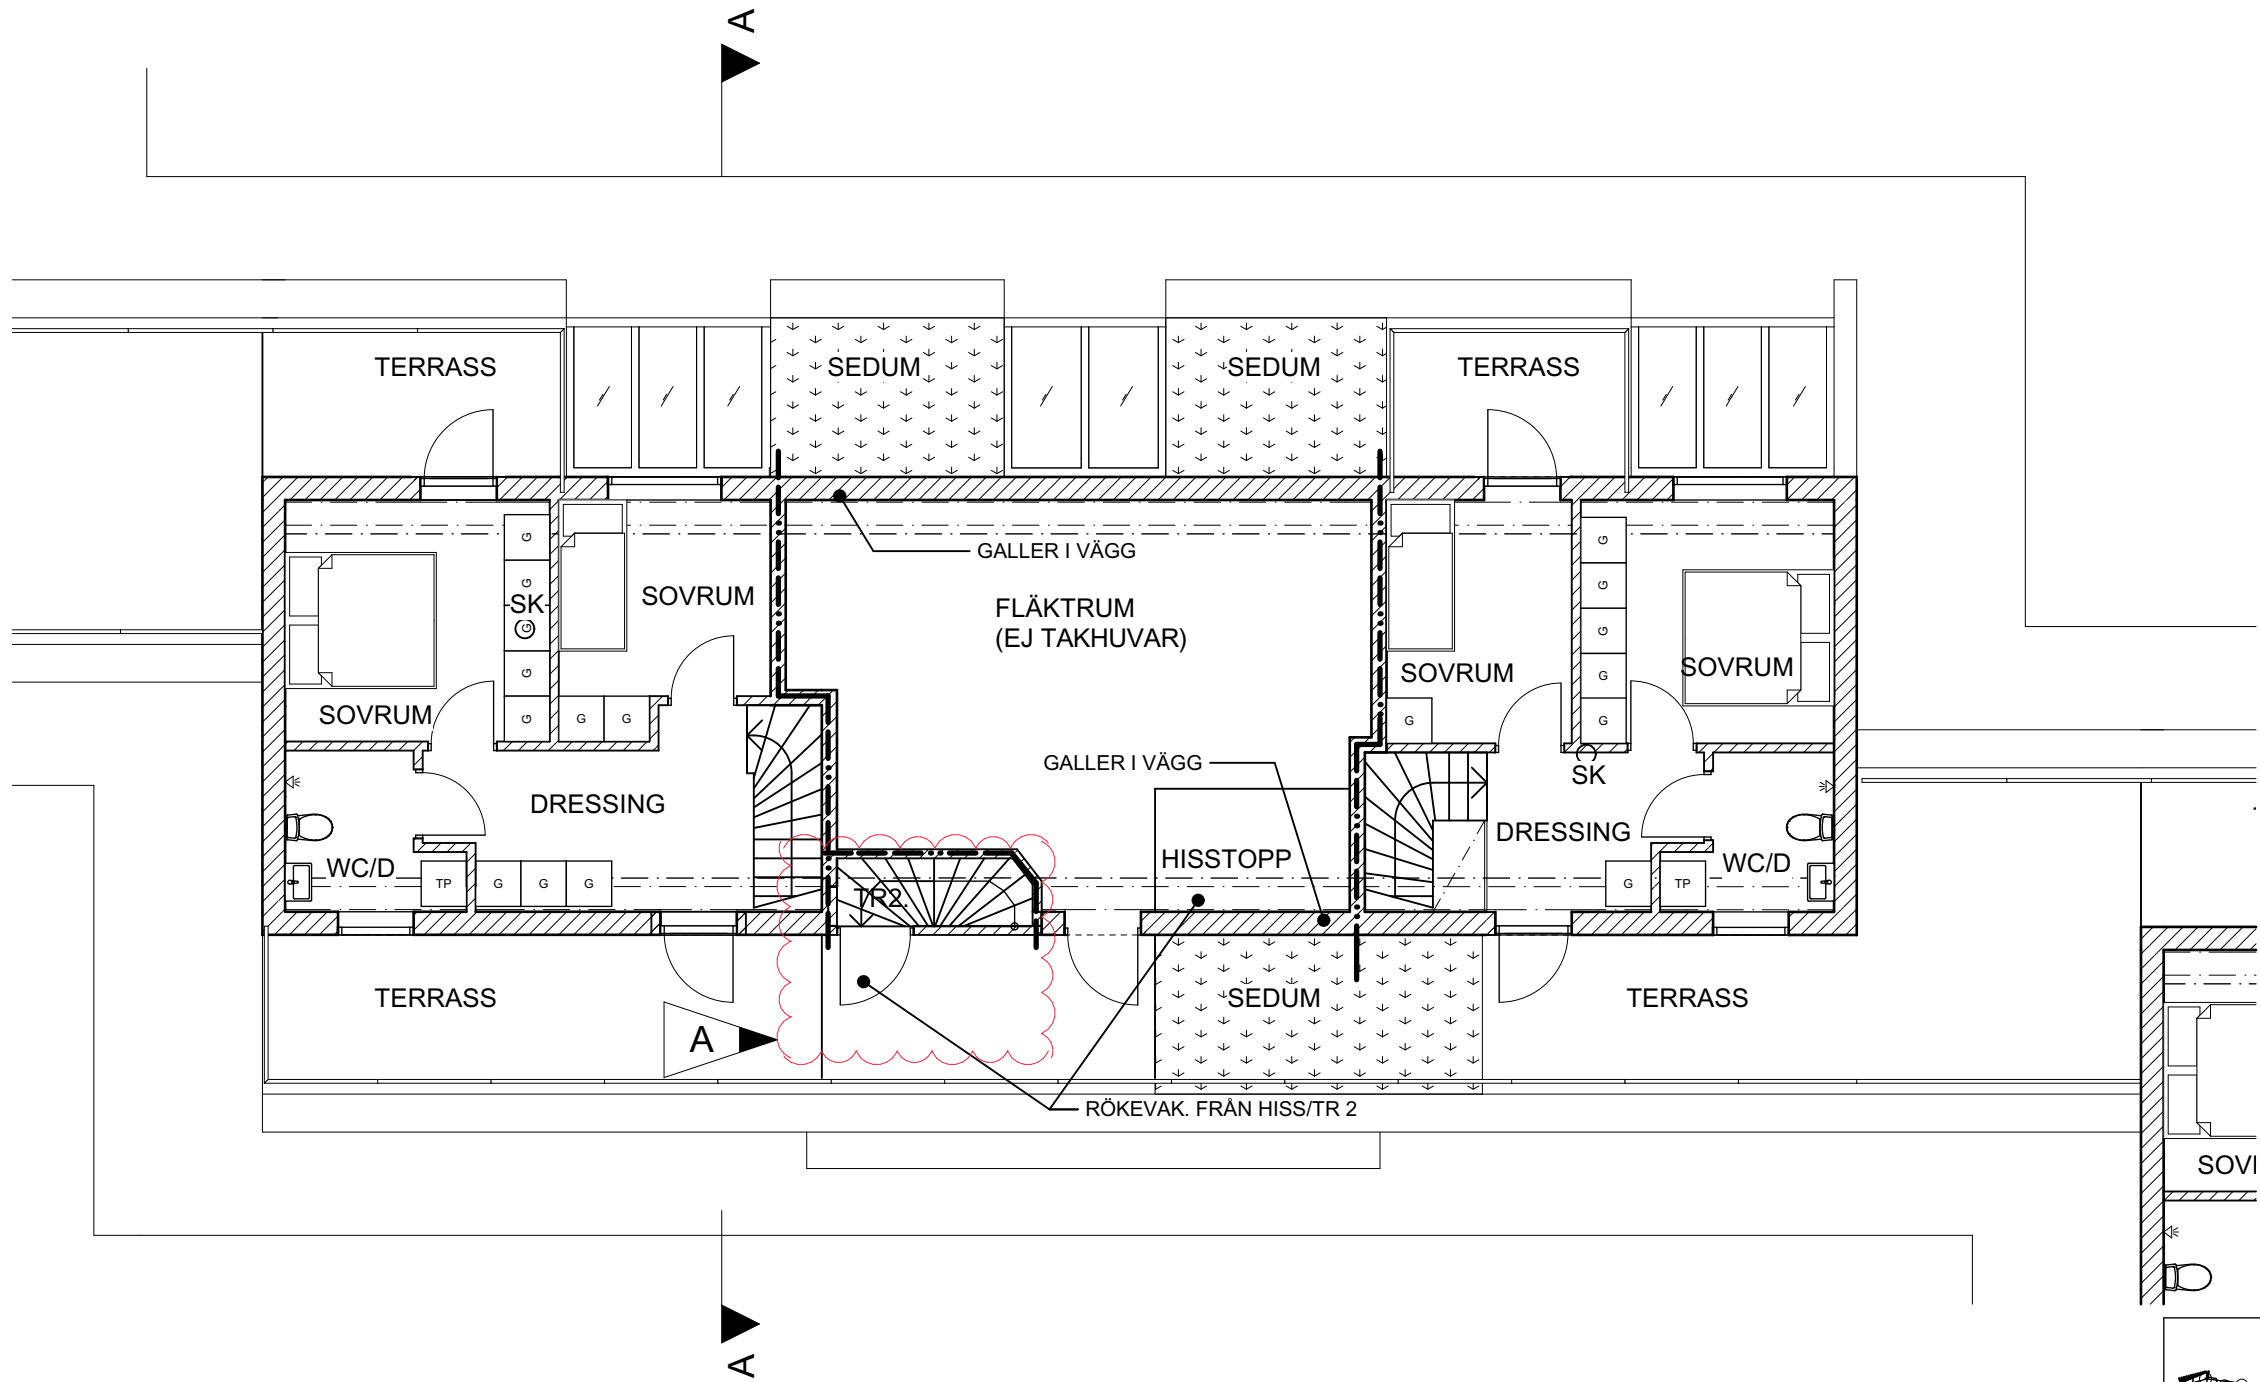 A
TERRASS
SEDUM
SEDUM
TERRASS
GALLER I VÄGG
G
G
SK
G
G
G
SOVRUM
SOVRUM
G
G
FLÄKTRUM
(EJ TAKHUVAR)
SOVRUM
G
G
G
G
G
G
SOVRUM
GALLER I VÄGG
SK
DRESSING
WC/D
TP
G
G
G
TR2.
HISSTOPP
DRESSING
G
TP
WC/D
TERRASS
A
SEDUM
TERRASS
RÖKEVAK. FRÅN HISS/TR 2
A